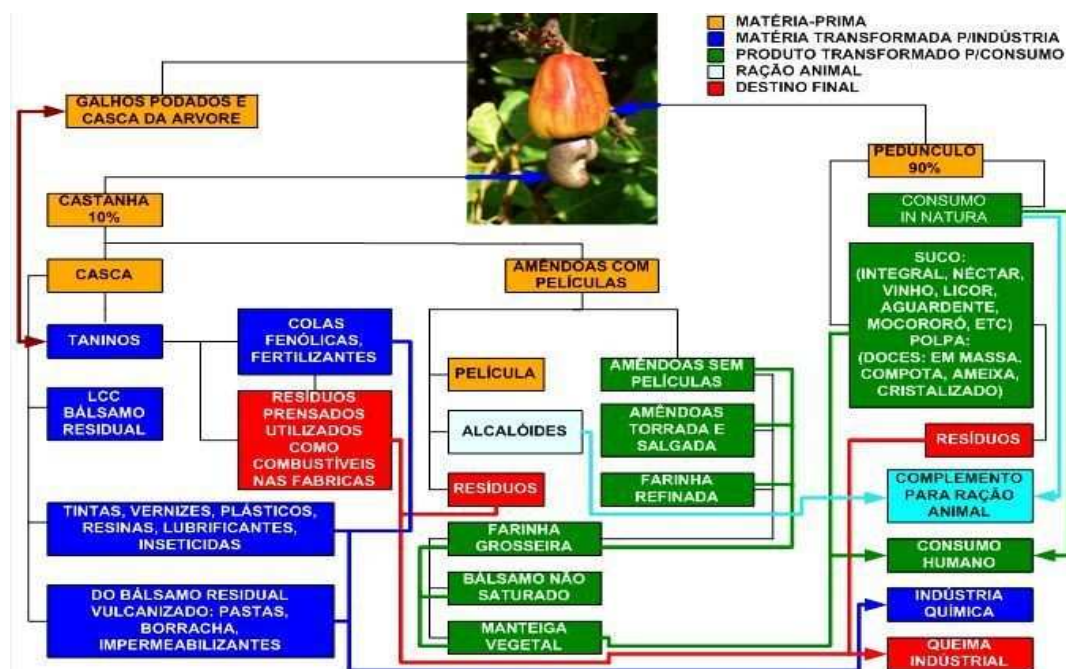 MATÉRIA-PRIMA
MATÉRIA TRANSFORMADA P/INDÚSTRIA
PRODUTO TRANSFORMADO P/CONSUMO
RAÇÃO ANIMAL
DESTINO FINAL
GALHOS PODADOS E
CASCA DA ARVORE
PEDÚNCULO
90%
CASTANHA
10%
CONSUMO
IN NATURA
CASCA
AMÊNDOAS COM
PELÍCULAS
SUCO:
(INTEGRAL, NÉCTAR,
VINHO, LICOR,
AGUARDENTE,
MOCORORÓ, ETC)
POLPA:
(DOCES: EM MASSA.
COMPOTA, AMEIXA,
CRISTALIZADO)
TANINOS
COLAS
FENÓLICAS,
FERTILIZANTES
PELÍCULA
AMÊNDOAS SEM
PELÍCULAS
LCC
BÁLSAMO
RESIDUAL
RESÍDUOS
PRENSADOS
UTILIZADOS
COMO
COMBUSTÍVEIS
NAS FABRICAS
ALCALÓIDES
AMÊNDOAS
TORRADA E
SALGADA
RESÍDUOS
RESÍDUOS
FARINHA
REFINADA
COMPLEMENTO
PARA RAÇÃO
ANIMAL
TINTAS, VERNIZES, PLÁSTICOS,
RESINAS, LUBRIFICANTES,
INSETICIDAS
FARINHA
GROSSEIRA
CONSUMO
HUMANO
DO BÁLSAMO RESIDUAL
VULCANIZADO: PASTAS,
BORRACHA,
IMPERMEABILIZANTES
BÁLSAMO NÃO
SATURADO
INDÚSTRIA
QUÍMICA
MANTEIGA
VEGETAL
QUEIMA
INDÚSTRIAL